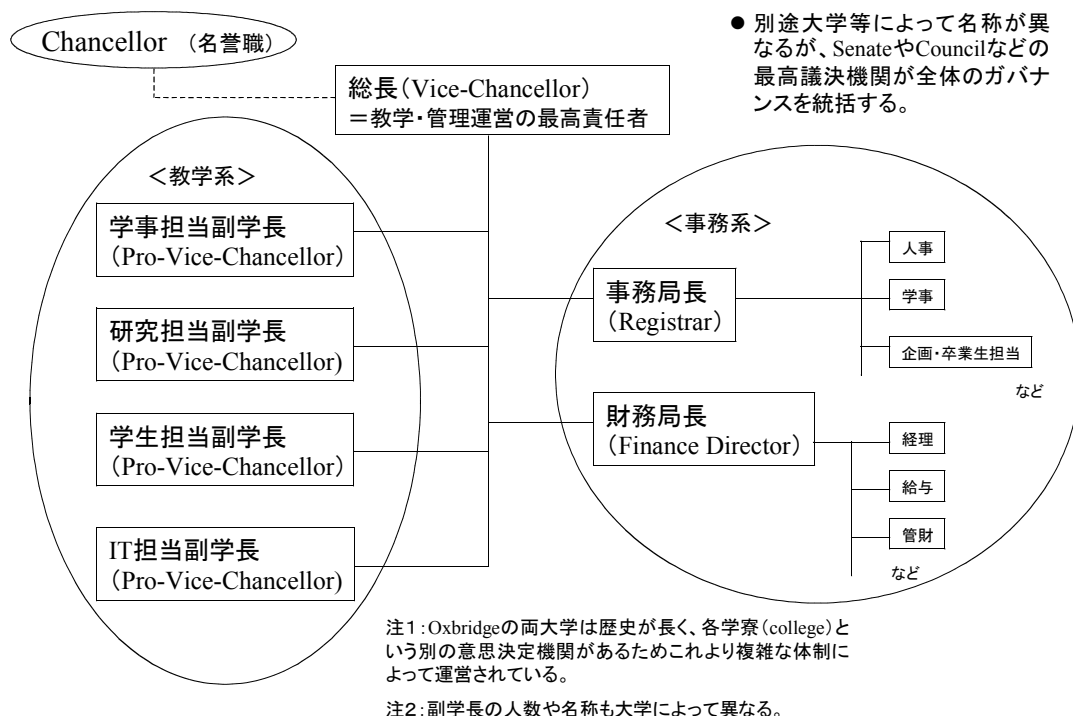 Chancellor （名誉職）
● 別途大学等によって名称が異
なるが、SenateやCouncilなどの
最高議決機関が全体のガバナ
ンスを統括する。
総長（Vice-Chancellor）
＝教学・管理運営の最高責任者
＜教学系＞
学事担当副学長
（Pro-Vice-Chancellor）
研究担当副学長
（Pro-Vice-Chancellor）
学生担当副学長
（Pro-Vice-Chancellor）
IT担当副学長
（Pro-Vice-Chancellor）
＜事務系＞
事務局長
（Registrar）
人事
学事
企画・卒業生担当
など
財務局長
（Finance Director）
経理
給与
管財
など
注１：Oxbridgeの両大学は歴史が長く、各学寮（college）と
いう別の意思決定機関があるためこれより複雑な体制に
よって運営されている。
注２：副学長の人数や名称も大学によって異なる。